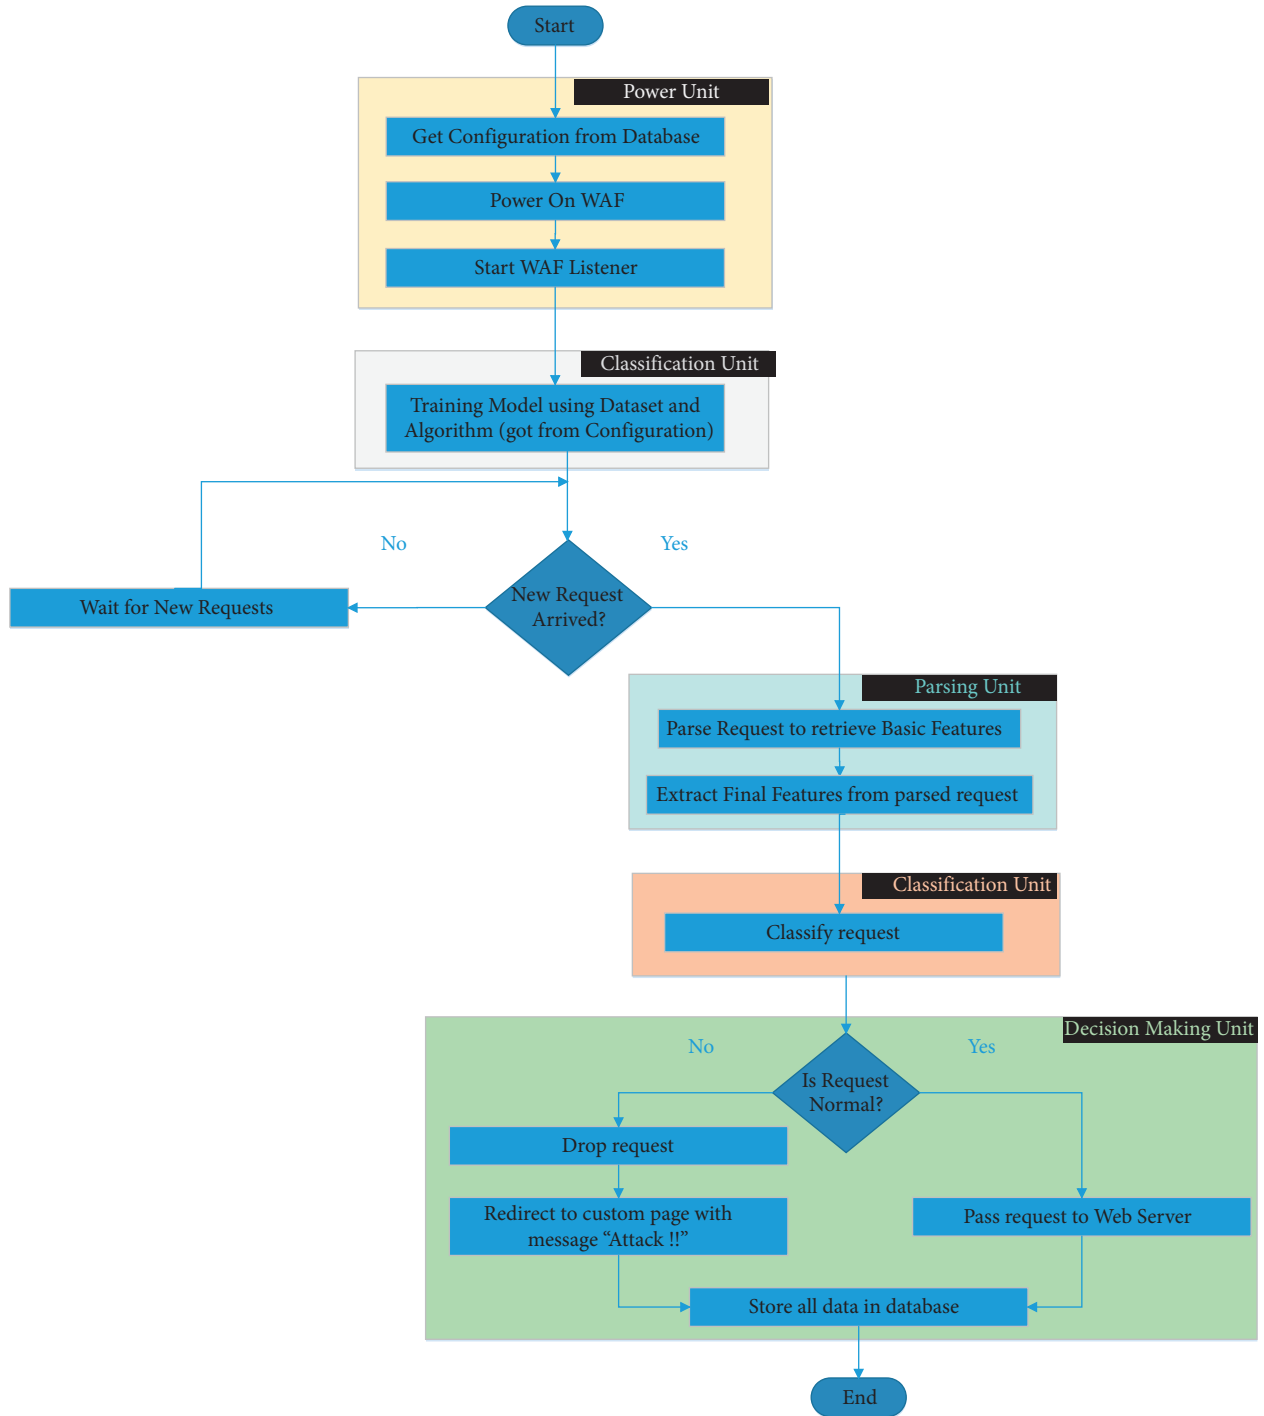 Start
Power Unit
Get Configuration from Database
Power On WAF
Start WAF Listener
Classification Unit
Training Model using Dataset and
Algorithm (got from Configuration)
No
Yes
New Request
Arrived?
Wait for New Requests
Parsing Unit
Parse Request to retrieve Basic Features
Extract Final Features from parsed request
Classification Unit
Classify request
Decision Making Unit
No
Yes
Is Request
Normal?
Drop request
Redirect to custom page with
message “Attack !!”
Pass request to Web Server
Store all data in database
End